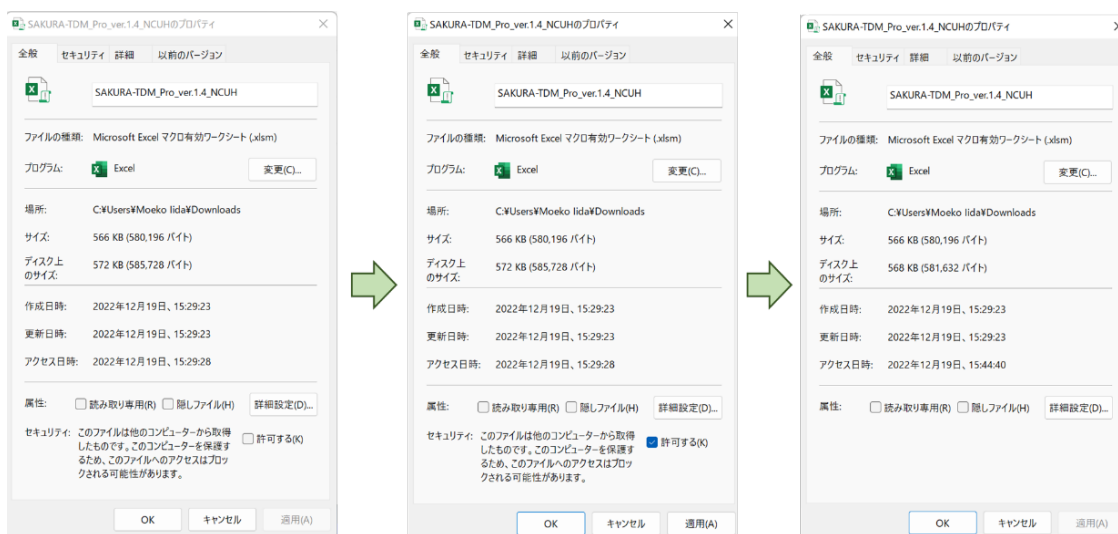 SAKURA-TDM_Pro_ver.1.4_NCUHのプロパティ
全般 セキュリティ 詳細 以前のバージョン
SAKURA-TDM_Pro_ver.1.4_NCUH
ファイルの種類: Microsoft Excel マクロ有効ワークシート (.xlsm)
プログラム: Excel 変更(C)...
場所: C:¥Users¥Moeko Iida¥Downloads
サイズ: 566 KB (580,196 バイト)
ディスク上
のサイズ: 572 KB (585,728 バイト)
作成日時: 2022年12月19日、15:29:23
更新日時: 2022年12月19日、15:29:23
アクセス日時: 2022年12月19日、15:29:28
属性: 読み取り専用(R) 隠しファイル(H) 詳細設定(D)...
セキュリティ: このファイルは他のコンピューターから取得
したものです。このコンピューターを保護す
るため、このファイルへのアクセスはブロッ
クされる可能性があります。
許可する(K)
OK キャンセル 適用(A)
SAKURA-TDM_Pro_ver.1.4_NCUHのプロパティ
全般 セキュリティ 詳細 以前のバージョン
SAKURA-TDM_Pro_ver.1.4_NCUH
ファイルの種類: Microsoft Excel マクロ有効ワークシート (.xlsm)
プログラム: Excel 変更(C)...
場所: C:¥Users¥Moeko Iida¥Downloads
サイズ: 566 KB (580,196 バイト)
ディスク上
のサイズ: 572 KB (585,728 バイト)
作成日時: 2022年12月19日、15:29:23
更新日時: 2022年12月19日、15:29:23
アクセス日時: 2022年12月19日、15:29:28
属性: 読み取り専用(R) 隠しファイル(H) 詳細設定(D)...
セキュリティ: このファイルは他のコンピューターから取得
したものです。このコンピューターを保護す
るため、このファイルへのアクセスはブロッ
クされる可能性があります。
許可する(K)
OK キャンセル 適用(A)
SAKURA-TDM_Pro_ver.1.4_NCUHのプロパティ
全般 セキュリティ 詳細 以前のバージョン
SAKURA-TDM_Pro_ver.1.4_NCUH
ファイルの種類: Microsoft Excel マクロ有効ワークシート (.xlsm)
プログラム: Excel 変更(C)...
場所: C:¥Users¥Moeko Iida¥Downloads
サイズ: 566 KB (580,196 バイト)
ディスク上
のサイズ: 568 KB (581,632 バイト)
作成日時: 2022年12月19日、15:29:23
更新日時: 2022年12月19日、15:29:23
アクセス日時: 2022年12月19日、15:44:40
属性: 読み取り専用(R) 隠しファイル(H) 詳細設定(D)...
OK キャンセル 適用(A)